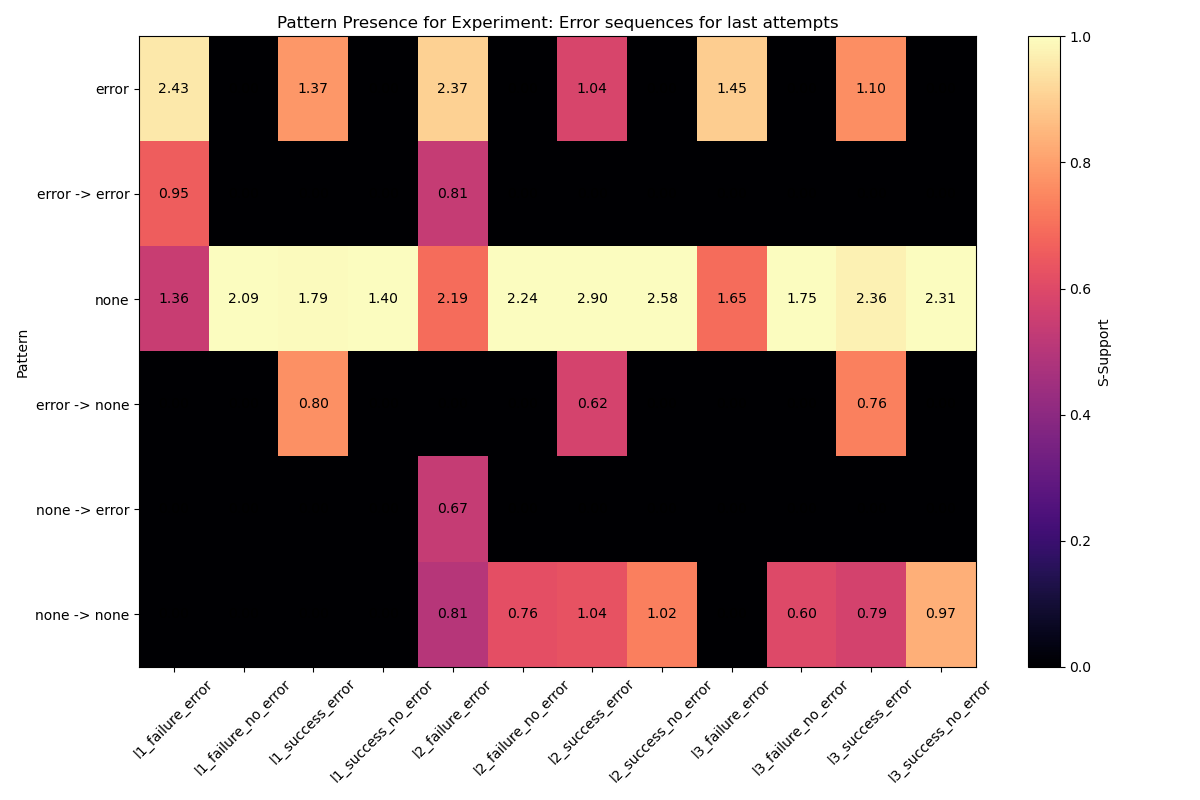 Pattern Presence for Experiment: Error sequences for last attempts
error 2.43 1.37 2.37 1.04 1.45 1.10
error -> error 0.95 0.81
none 1.36 2.09 1.79 1.40 2.19 2.24 2.90 2.58 1.65 1.75 2.36 2.31
error -> none 0.80 0.62 0.76
none -> error 0.67
none -> none 0.81 0.76 1.04 1.02 0.60 0.79 0.97
Pattern
l1_failure_error
l1_failure_no_error
l1_success_error
l1_success_no_error
l2_failure_error
l2_failure_no_error
l2_success_error
l2_success_no_error
l3_failure_error
l3_failure_no_error
l3_success_error
l3_success_no_error
1.0
0.8
0.6
0.4
0.2
0.0
S-Support